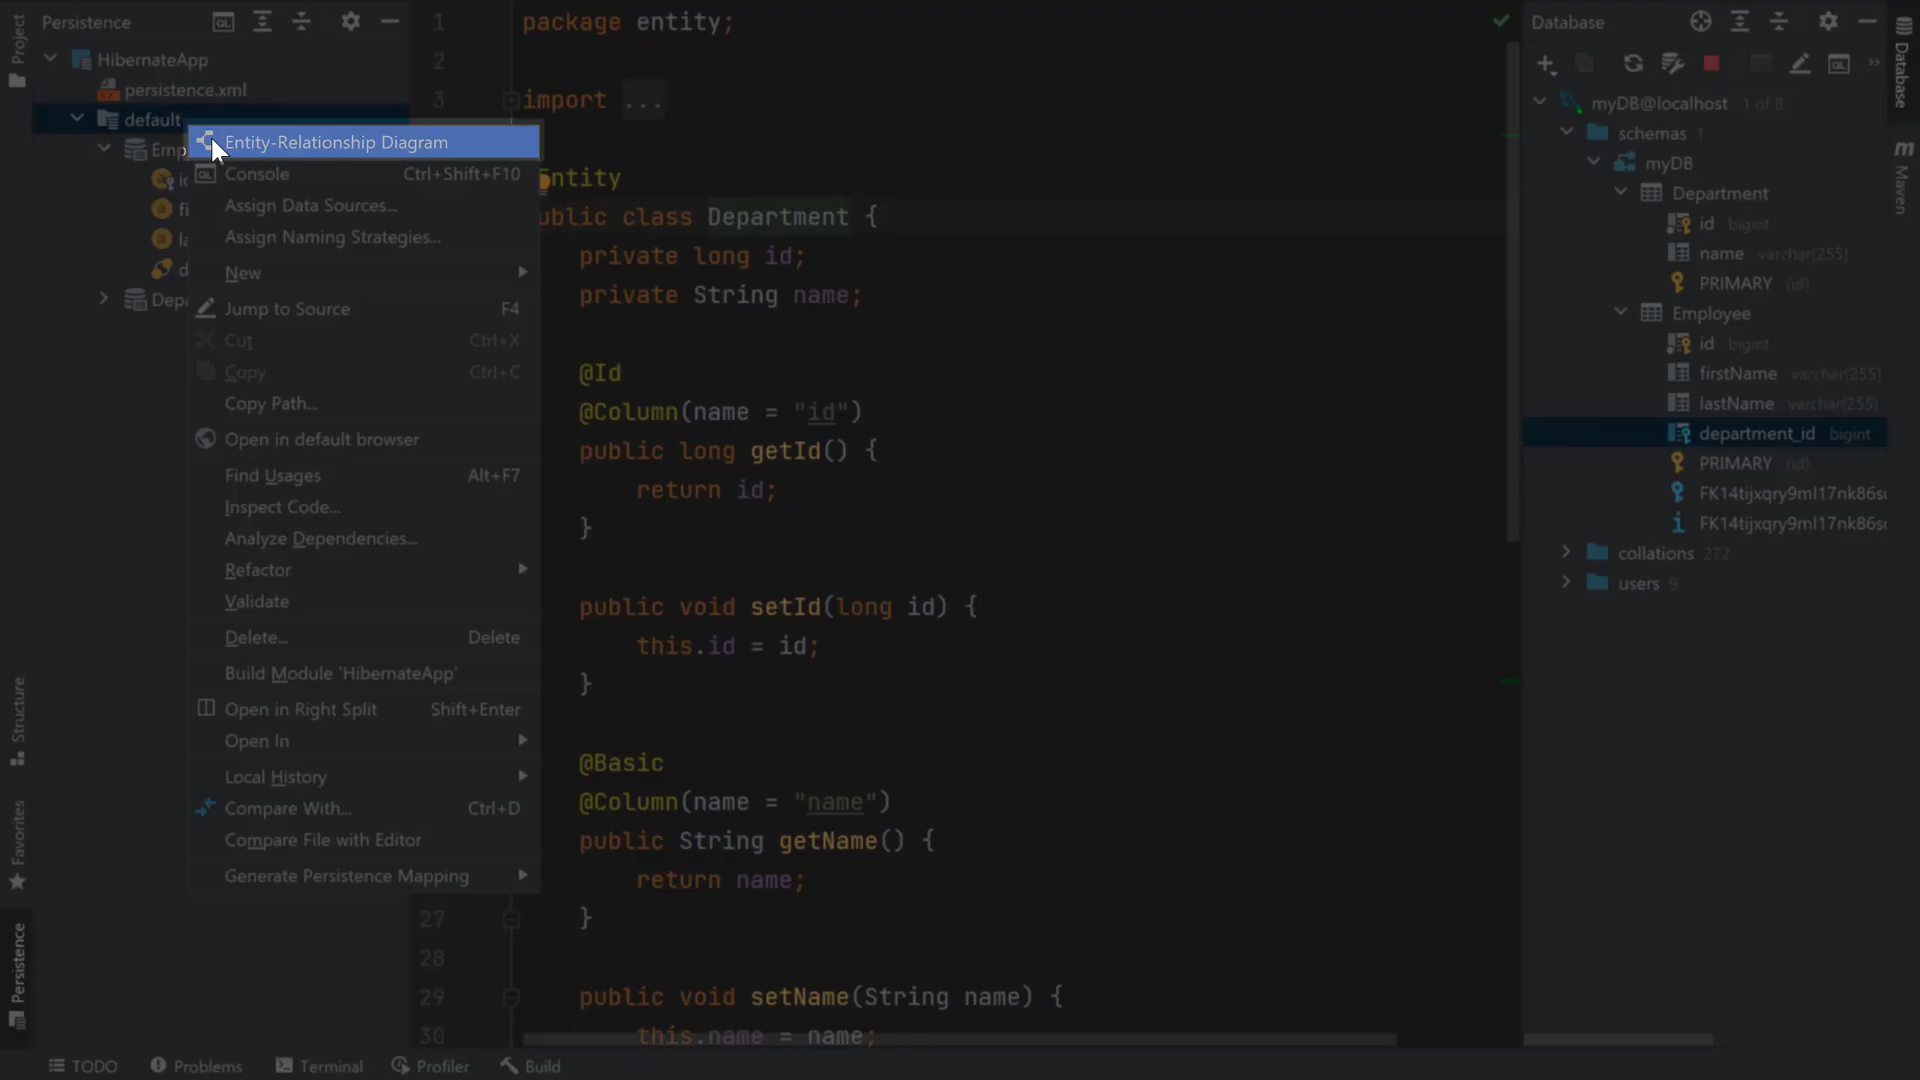 Project
Persistence
HibernateApp
persistence.xml
default
Emp
Depa
Structure
Favorites
Persistence
Entity-Relationship Diagram
Console Ctrl+Shift+F10
Assign Data Sources...
Assign Naming Strategies...
New
Jump to Source F4
Cut Ctrl+X
Copy Ctrl+C
Copy Path...
Open in default browser
Find Usages Alt+F7
Inspect Code...
Analyze Dependencies...
Refactor
Validate
Delete... Delete
Build Module 'HibernateApp'
Open in Right Split Shift+Enter
Open In
Local History
Compare With... Ctrl+D
Compare File with Editor
Generate Persistence Mapping
1 package entity;
2
3 import ...
Entity
ublic class Department {
private long id;
private String name;
@Id
@Column(name = "id")
public long getId() {
return id;
}
public void setId(long id) {
this.id = id;
}
@Basic
@Column(name = "name")
public String getName() {
return name;
27 }
28
29 public void setName(String name) {
30 this.name = name;
Database
myDB@localhost 1 of 8
schemas 1
myDB
Department
id bigint
name varchar(255)
PRIMARY (id)
Employee
id bigint
firstName varchar(255)
lastName varchar(255)
department_id bigint
PRIMARY (id)
FK14tijxqry9ml17nk86s
FK14tijxqry9ml17nk86s
collations 272
users 9
Database
Maven
TODO Problems Terminal Profiler Build